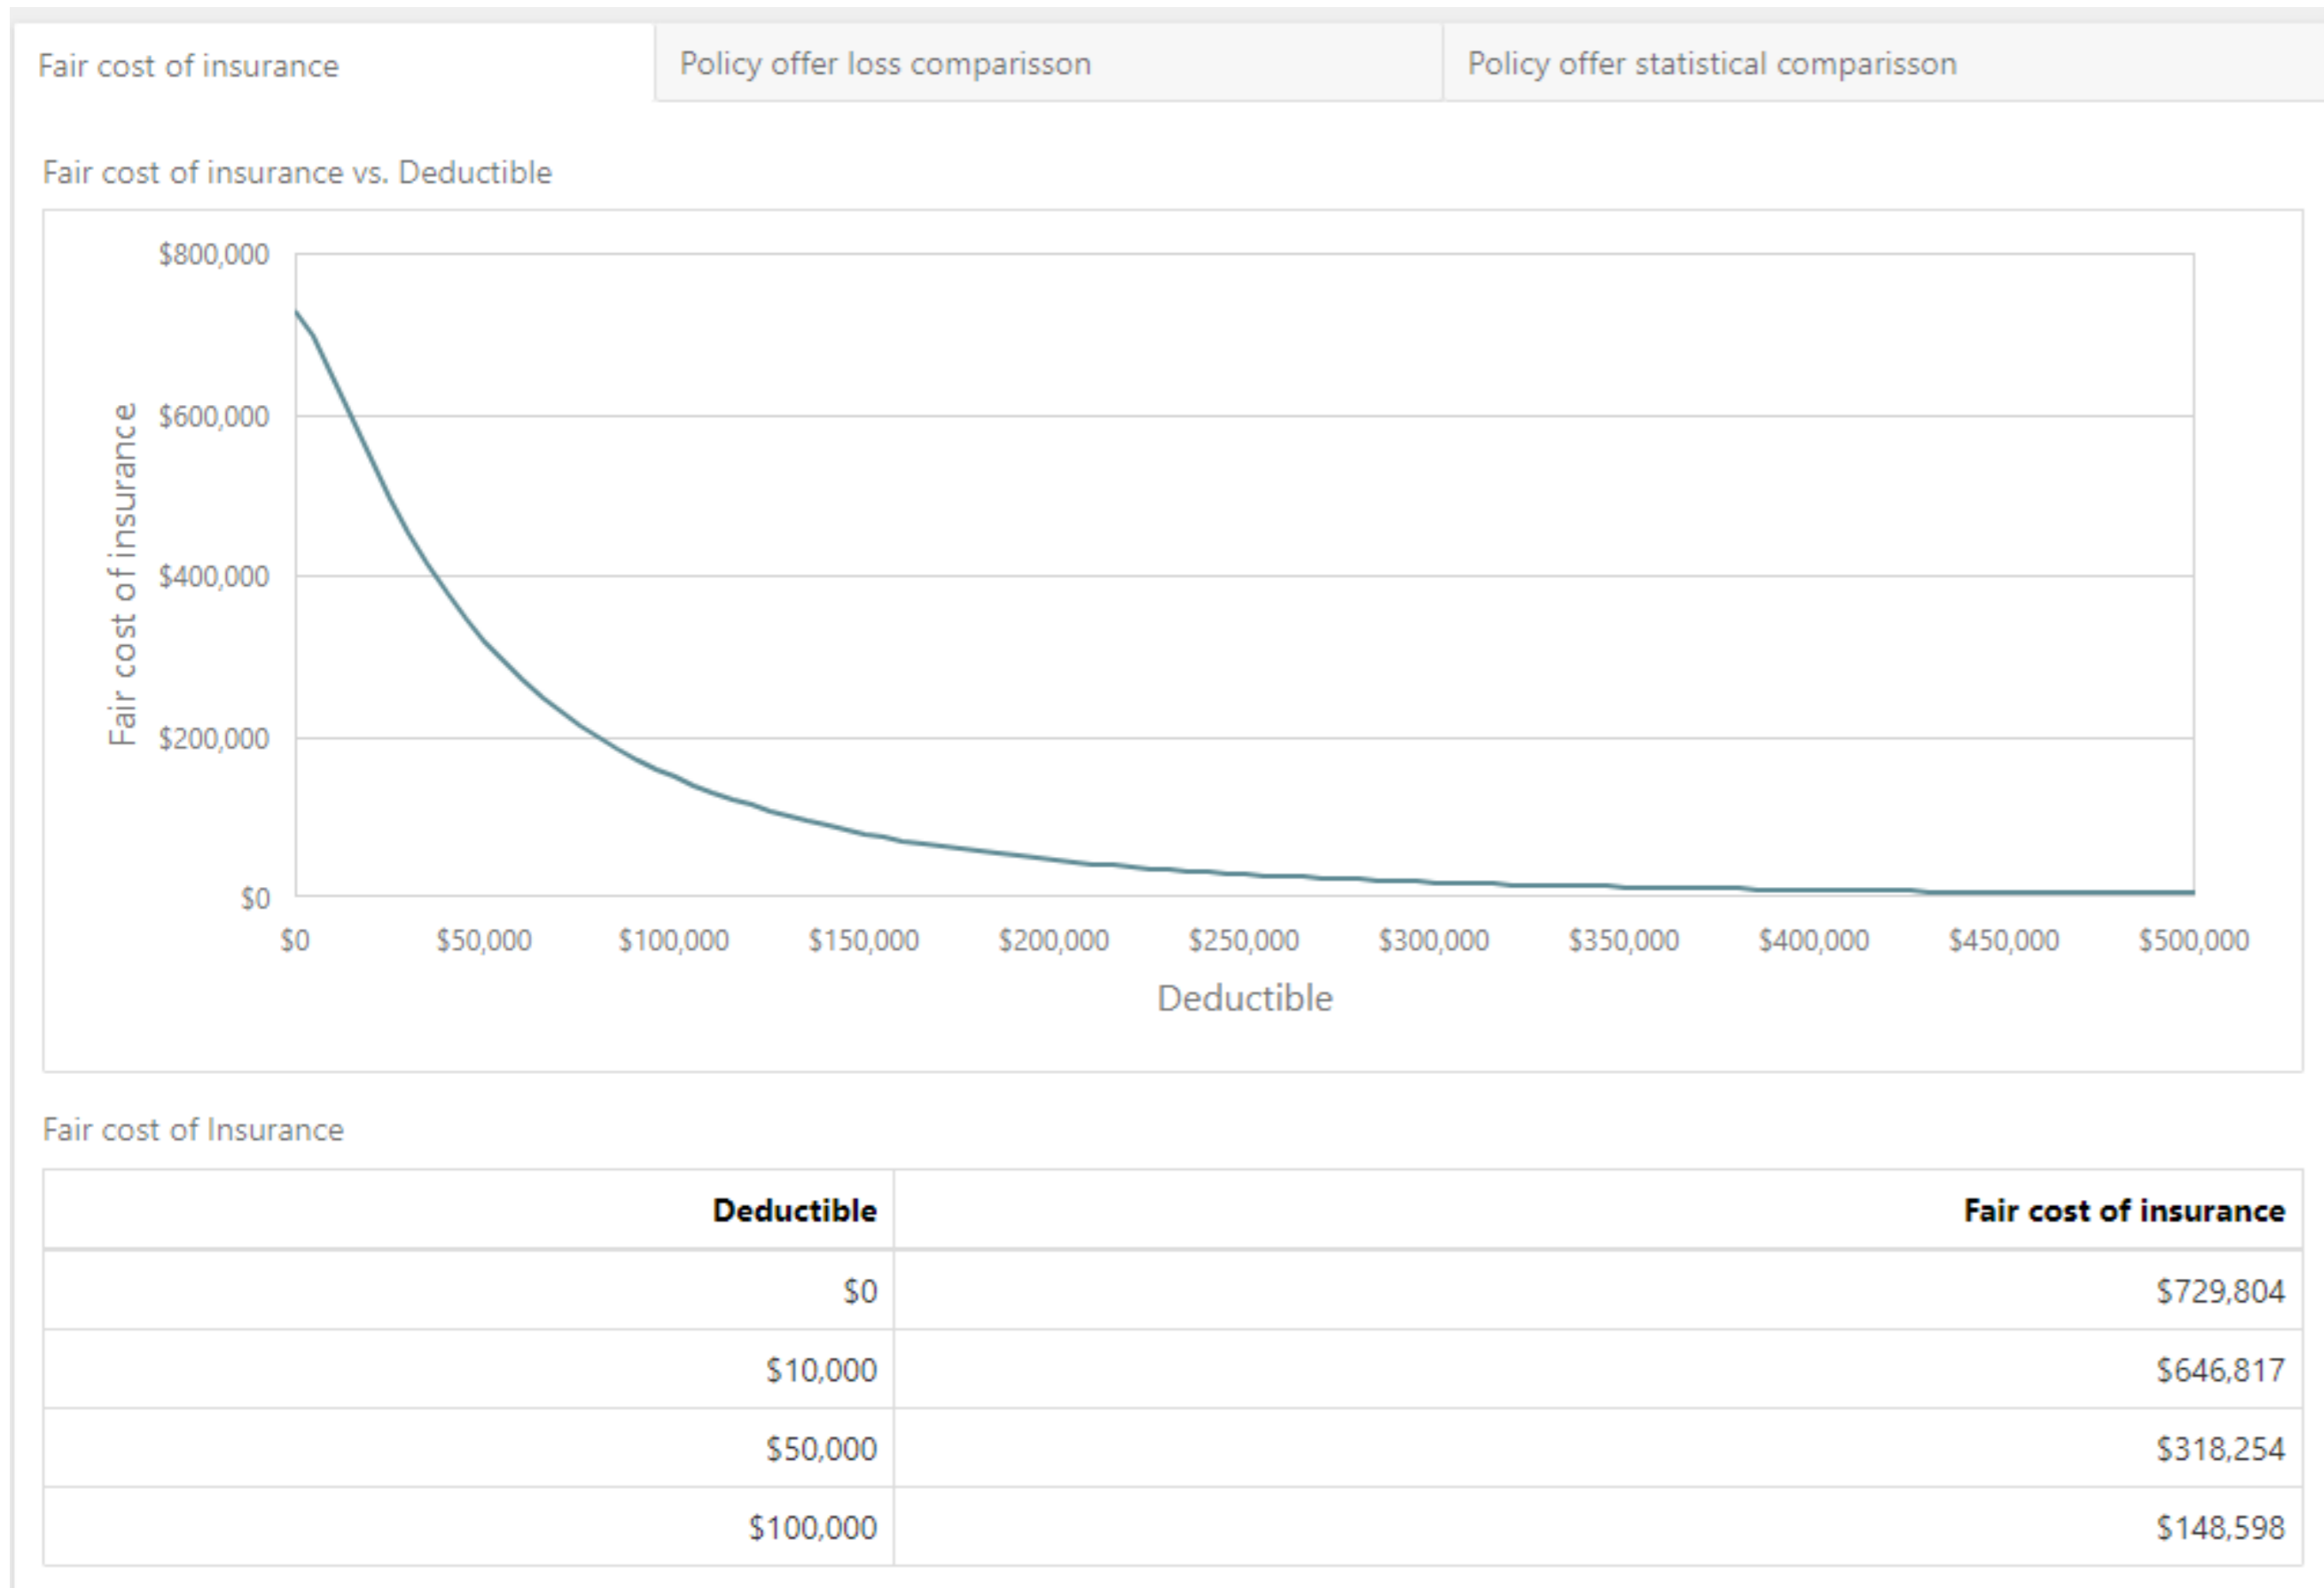 Fair cost of insurance
Policy offer loss comparisson
Policy offer statistical comparisson
Fair cost of insurance vs. Deductible
$800,000
$600,000
$400,000
$200,000
$0
Fair cost of insurance
$0 $50,000 $100,000 $150,000 $200,000 $250,000 $300,000 $350,000 $400,000 $450,000 $500,000
Deductible
Fair cost of Insurance
Deductible Fair cost of insurance
$0 $729,804
$10,000 $646,817
$50,000 $318,254
$100,000 $148,598